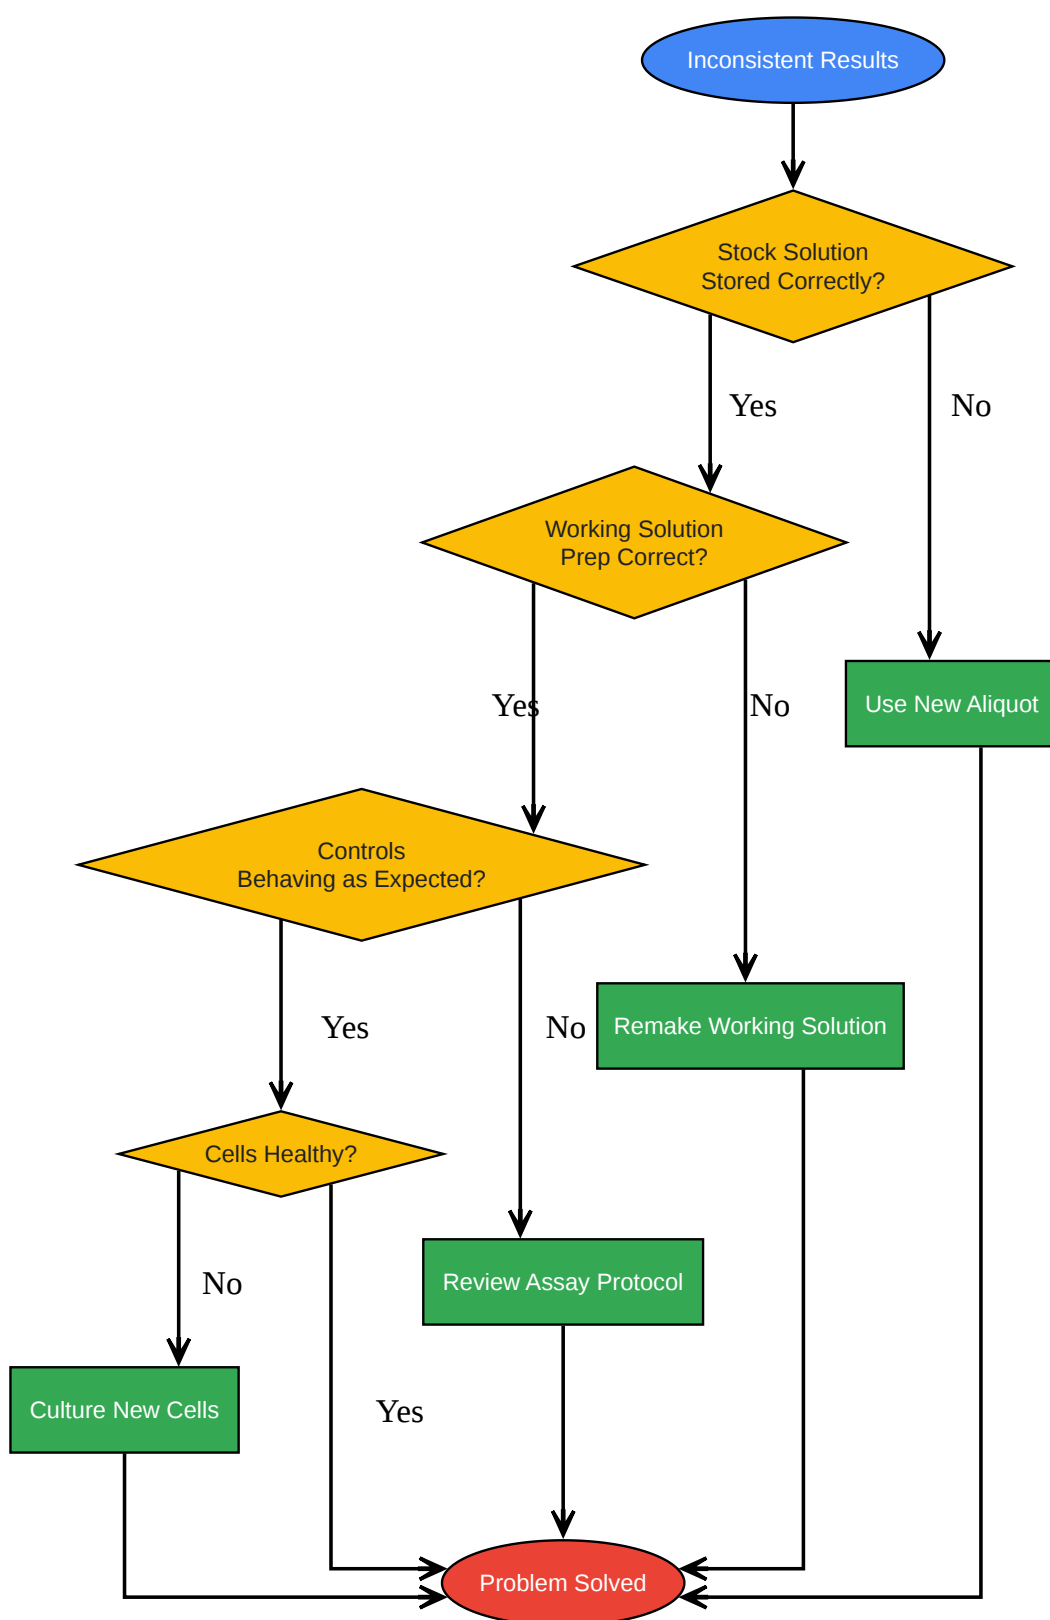 Inconsistent Results
Stock Solution
Stored Correctly?
Yes
No
Working Solution
Prep Correct?
Yes
No
Use New Aliquot
Controls
Behaving as Expected?
Yes
No
Remake Working Solution
Cells Healthy?
No
Review Assay Protocol
Culture New Cells
Yes
Problem Solved